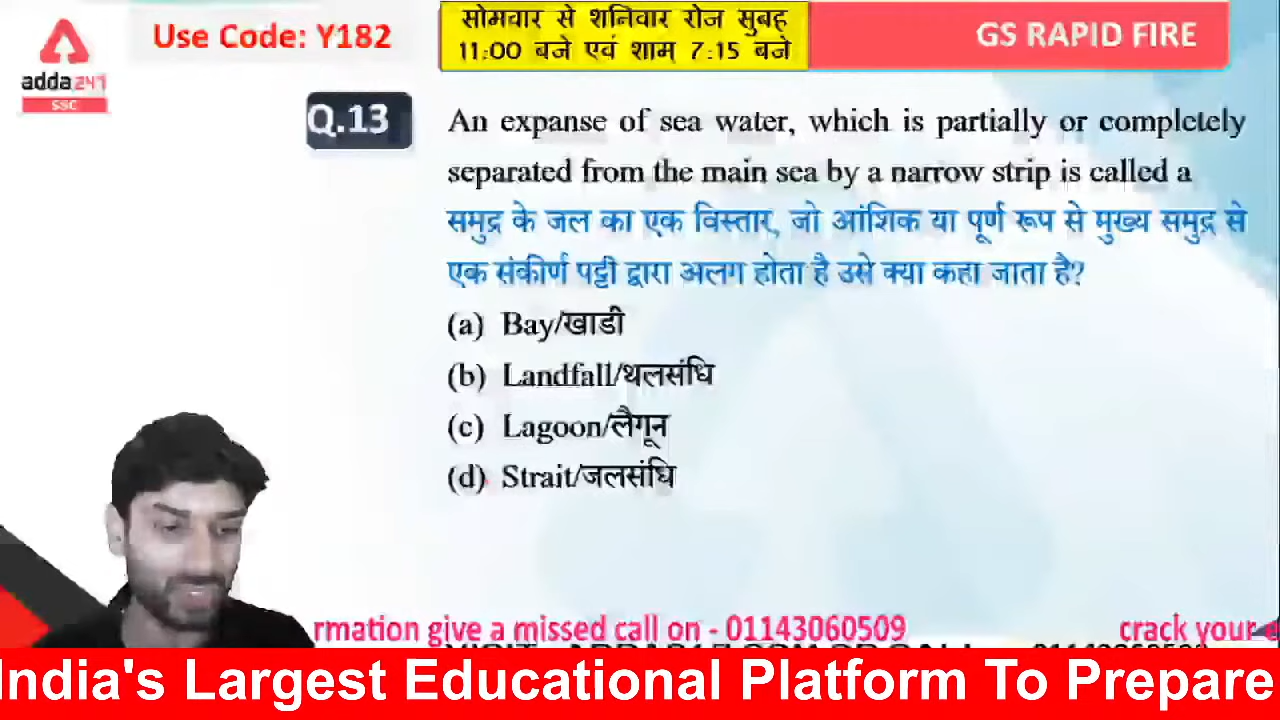 Use Code: Y182
सोमवार से शनिवार रोज सुबह
11:00 बजे एवं शाम 7:15 बजे
GS RAPID FIRE
adda247
SSC
Q.13
An expanse of sea water, which is partially or completely
separated from the main sea by a narrow strip is called a
समुद्र के जल का एक विस्तार, जो आंशिक या पूर्ण रूप से मुख्य समुद्र से
एक संकीर्ण पट्टी द्वारा अलग होता है उसे क्या कहा जाता है?
(a) Bay/खाडी
(b) Landfall/थलसंधि
(c) Lagoon/लैगून
(d) Strait/जलसंधि
rmation give a missed call on - 01143060509
crack your e
India's Largest Educational Platform To Prepare